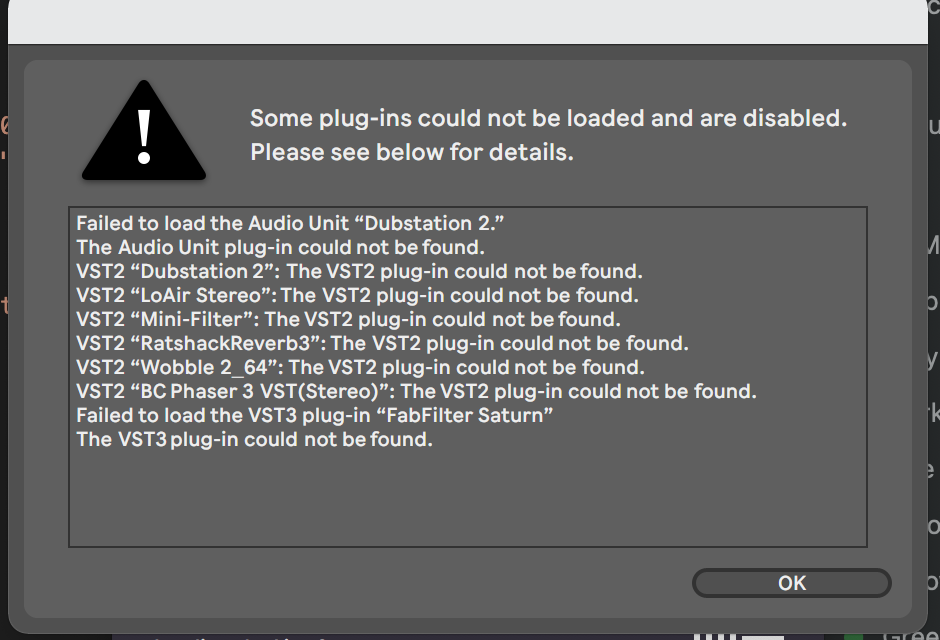 Some plug-ins could not be loaded and are disabled.
Please see below for details.
Failed to load the Audio Unit “Dubstation 2.”
The Audio Unit plug-in could not be found.
VST2 “Dubstation 2”: The VST2 plug-in could not be found.
VST2 “LoAir Stereo”: The VST2 plug-in could not be found.
VST2 “Mini-Filter”: The VST2 plug-in could not be found.
VST2 “RatshackReverb3”: The VST2 plug-in could not be found.
VST2 “Wobble 2_64”: The VST2 plug-in could not be found.
VST2 “BC Phaser 3 VST(Stereo)”: The VST2 plug-in could not be found.
Failed to load the VST3 plug-in “FabFilter Saturn”
The VST3 plug-in could not be found.
OK